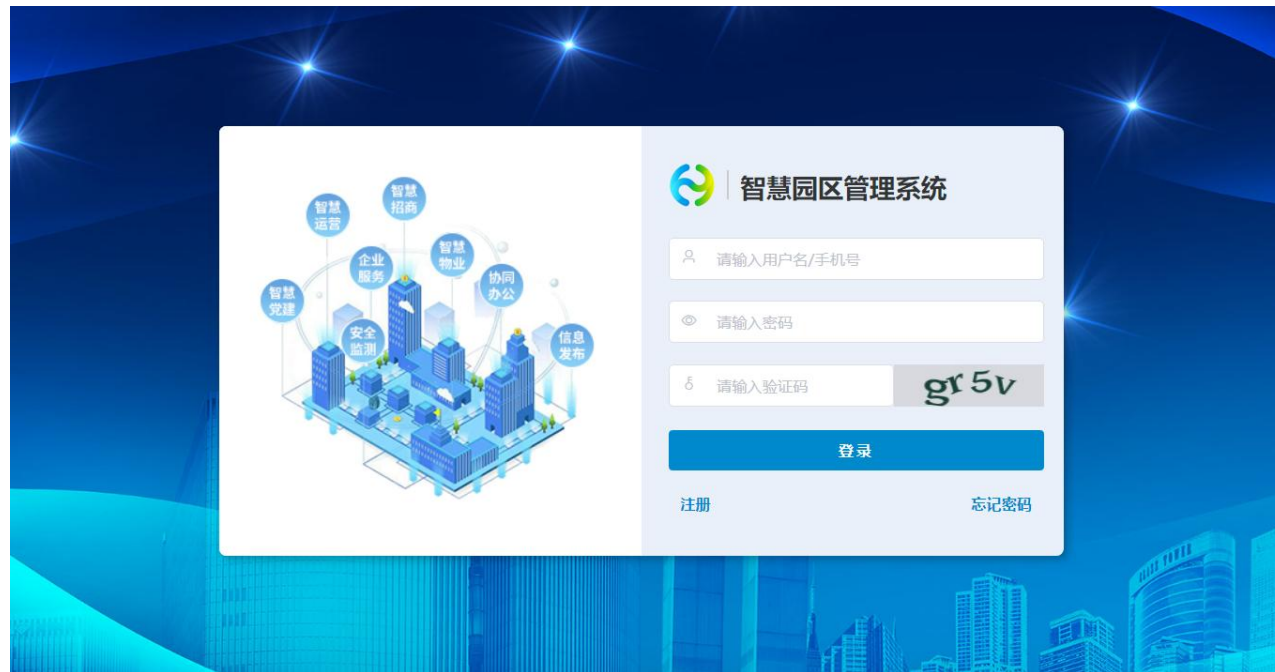 智慧
招商
智慧
运营
智慧
物业
企业
服务
协同
办公
智慧
党建
安全
监测
信息
发布
智慧园区管理系统
请输入用户名/手机号
请输入密码
请输入验证码
gr5v
登录
注册
忘记密码